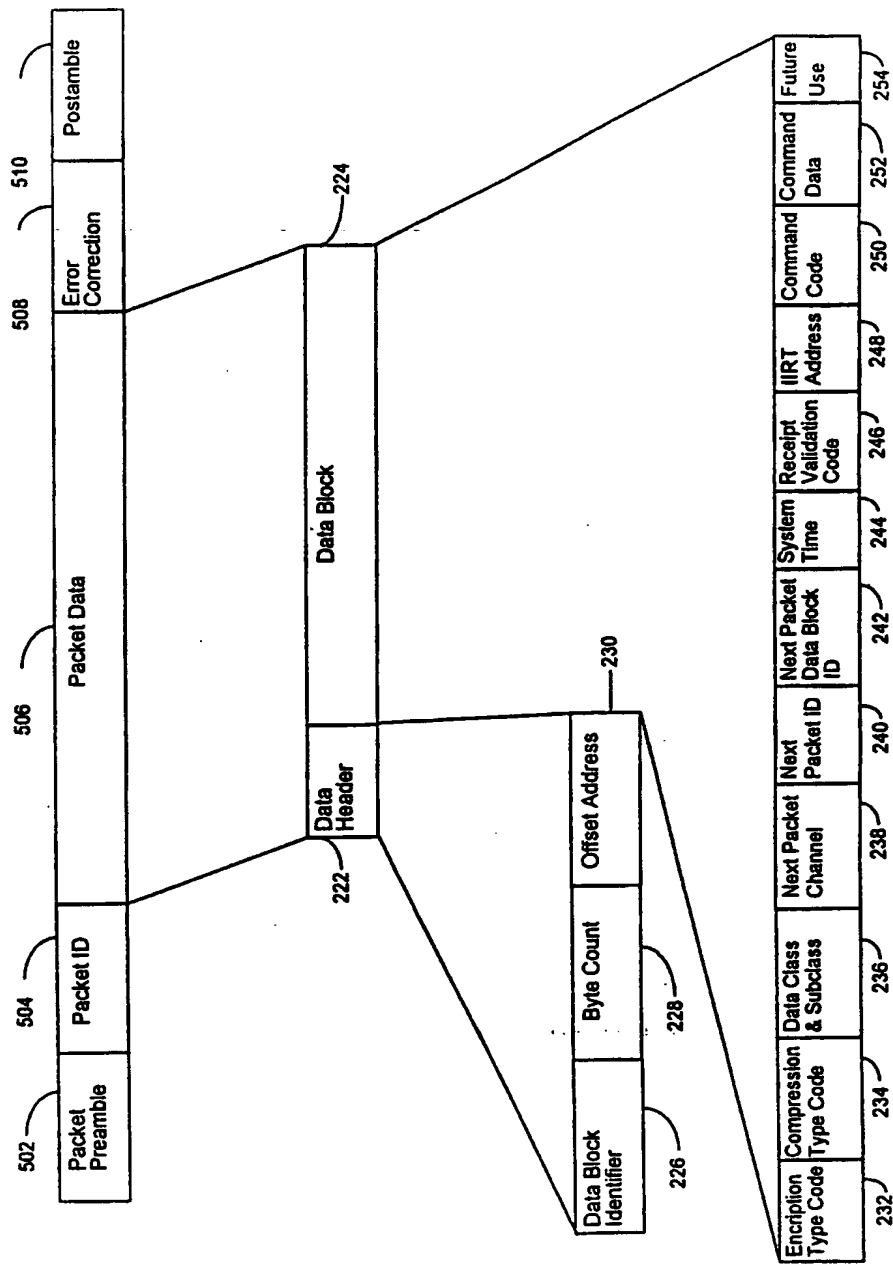 502
504
506
508
510
Packet
Preamble
Packet ID
Packet Data
Error
Correction
Postamble
Data
Header
Data Block
222
224
Data Block
Identifier
Byte Count
Offset Address
226
228
230
Encription
Type Code
Compression
Type Code
Data Class
& Subclass
Next Packet
Channel
Next
Packet ID
Next Packet
Data Block
ID
System
Time
Receipt
Validation
Code
IIRT
Address
Command
Code
Command
Data
Future
Use
232
234
236
238
240
242
244
246
248
250
252
254